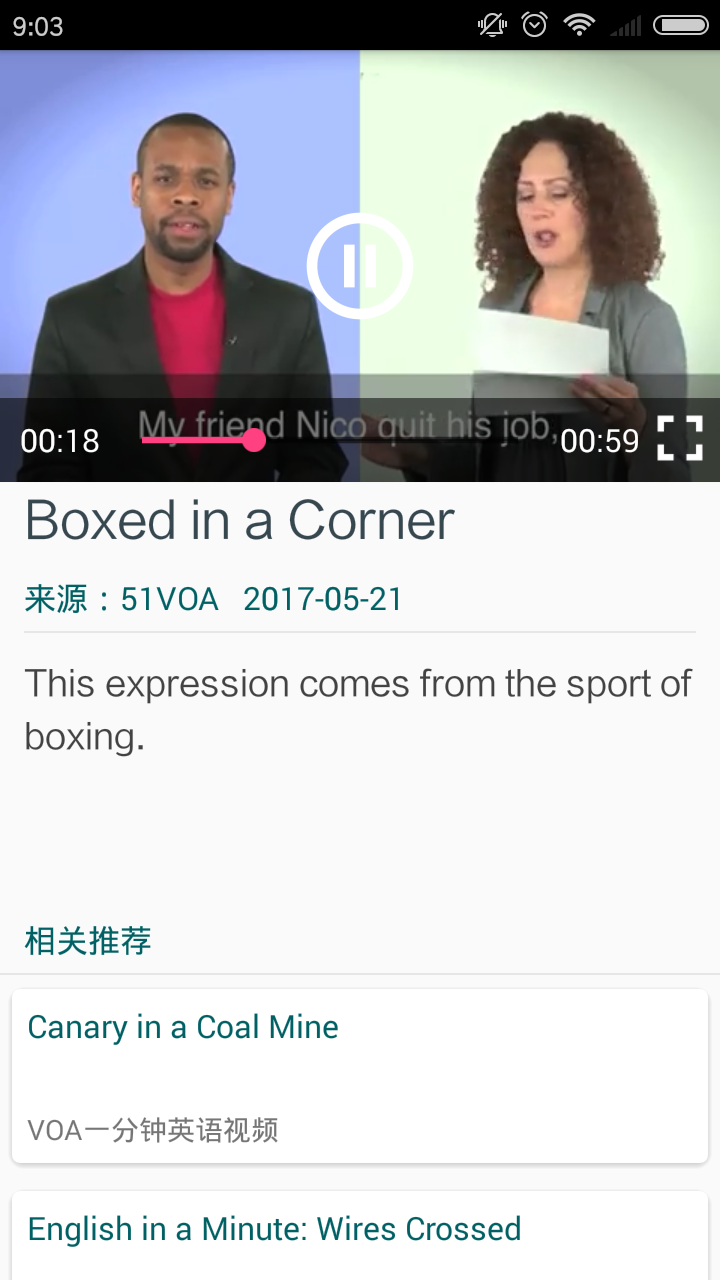 9:03
My friend Nico quit his job,
00:18
00:59
Boxed in a Corner
来源：51VOA 2017-05-21
This expression comes from the sport of
boxing.
相关推荐
Canary in a Coal Mine
VOA一分钟英语视频
English in a Minute: Wires Crossed